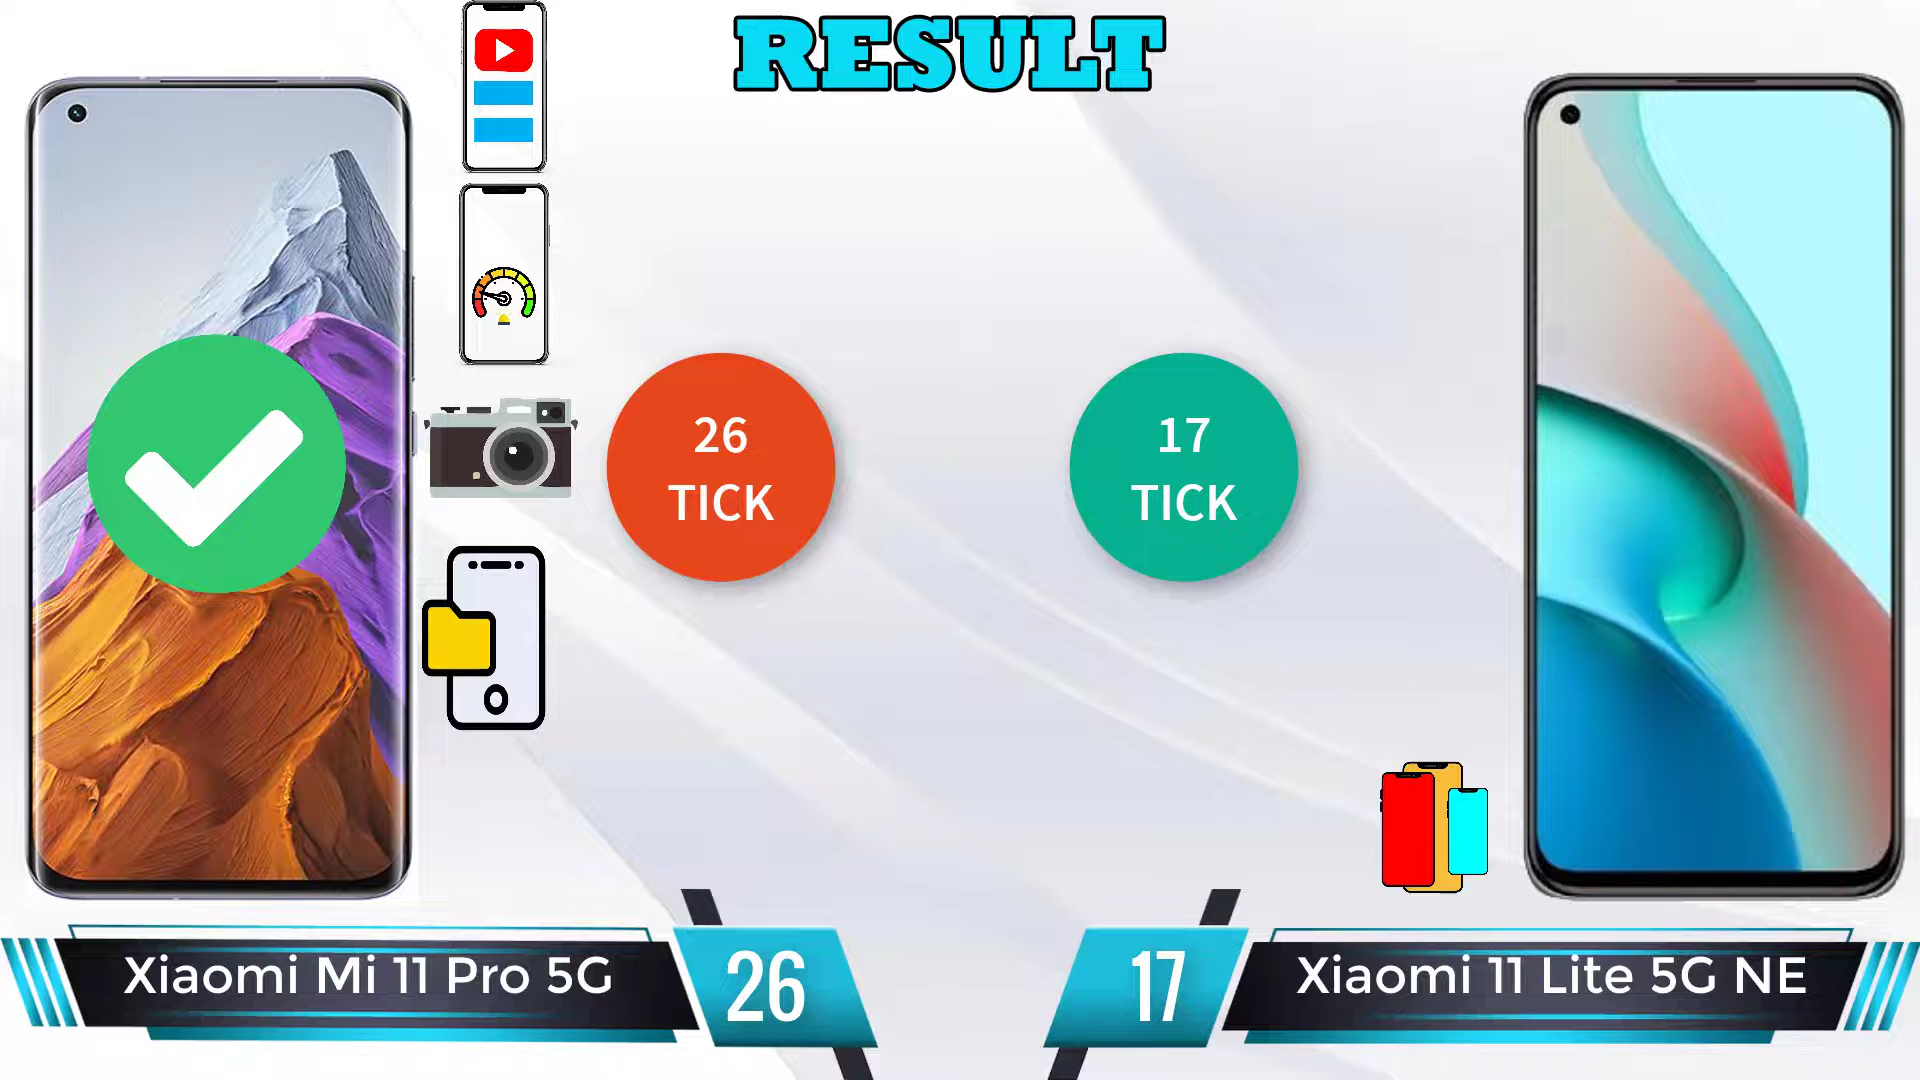 RESULT
26
TICK
17
TICK
Xiaomi Mi 11 Pro 5G
26
17
Xiaomi 11 Lite 5G NE